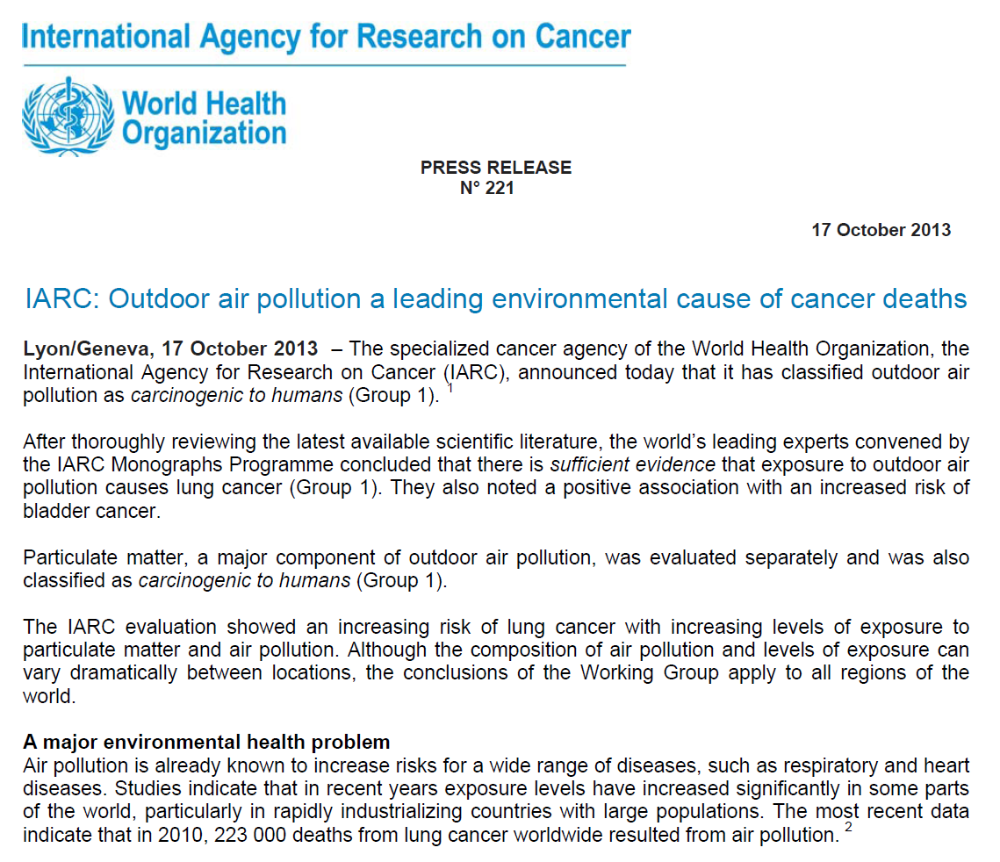 International Agency for Research on Cancer
World Health
Organization
PRESS RELEASE
N° 221
17 October 2013
IARC: Outdoor air pollution a leading environmental cause of cancer deaths
Lyon/Geneva, 17 October 2013 – The specialized cancer agency of the World Health Organization, the
International Agency for Research on Cancer (IARC), announced today that it has classified outdoor air
pollution as carcinogenic to humans (Group 1). 1
After thoroughly reviewing the latest available scientific literature, the world’s leading experts convened by
the IARC Monographs Programme concluded that there is sufficient evidence that exposure to outdoor air
pollution causes lung cancer (Group 1). They also noted a positive association with an increased risk of
bladder cancer.
Particulate matter, a major component of outdoor air pollution, was evaluated separately and was also
classified as carcinogenic to humans (Group 1).
The IARC evaluation showed an increasing risk of lung cancer with increasing levels of exposure to
particulate matter and air pollution. Although the composition of air pollution and levels of exposure can
vary dramatically between locations, the conclusions of the Working Group apply to all regions of the
world.
A major environmental health problem
Air pollution is already known to increase risks for a wide range of diseases, such as respiratory and heart
diseases. Studies indicate that in recent years exposure levels have increased significantly in some parts
of the world, particularly in rapidly industrializing countries with large populations. The most recent data
indicate that in 2010, 223 000 deaths from lung cancer worldwide resulted from air pollution. 2